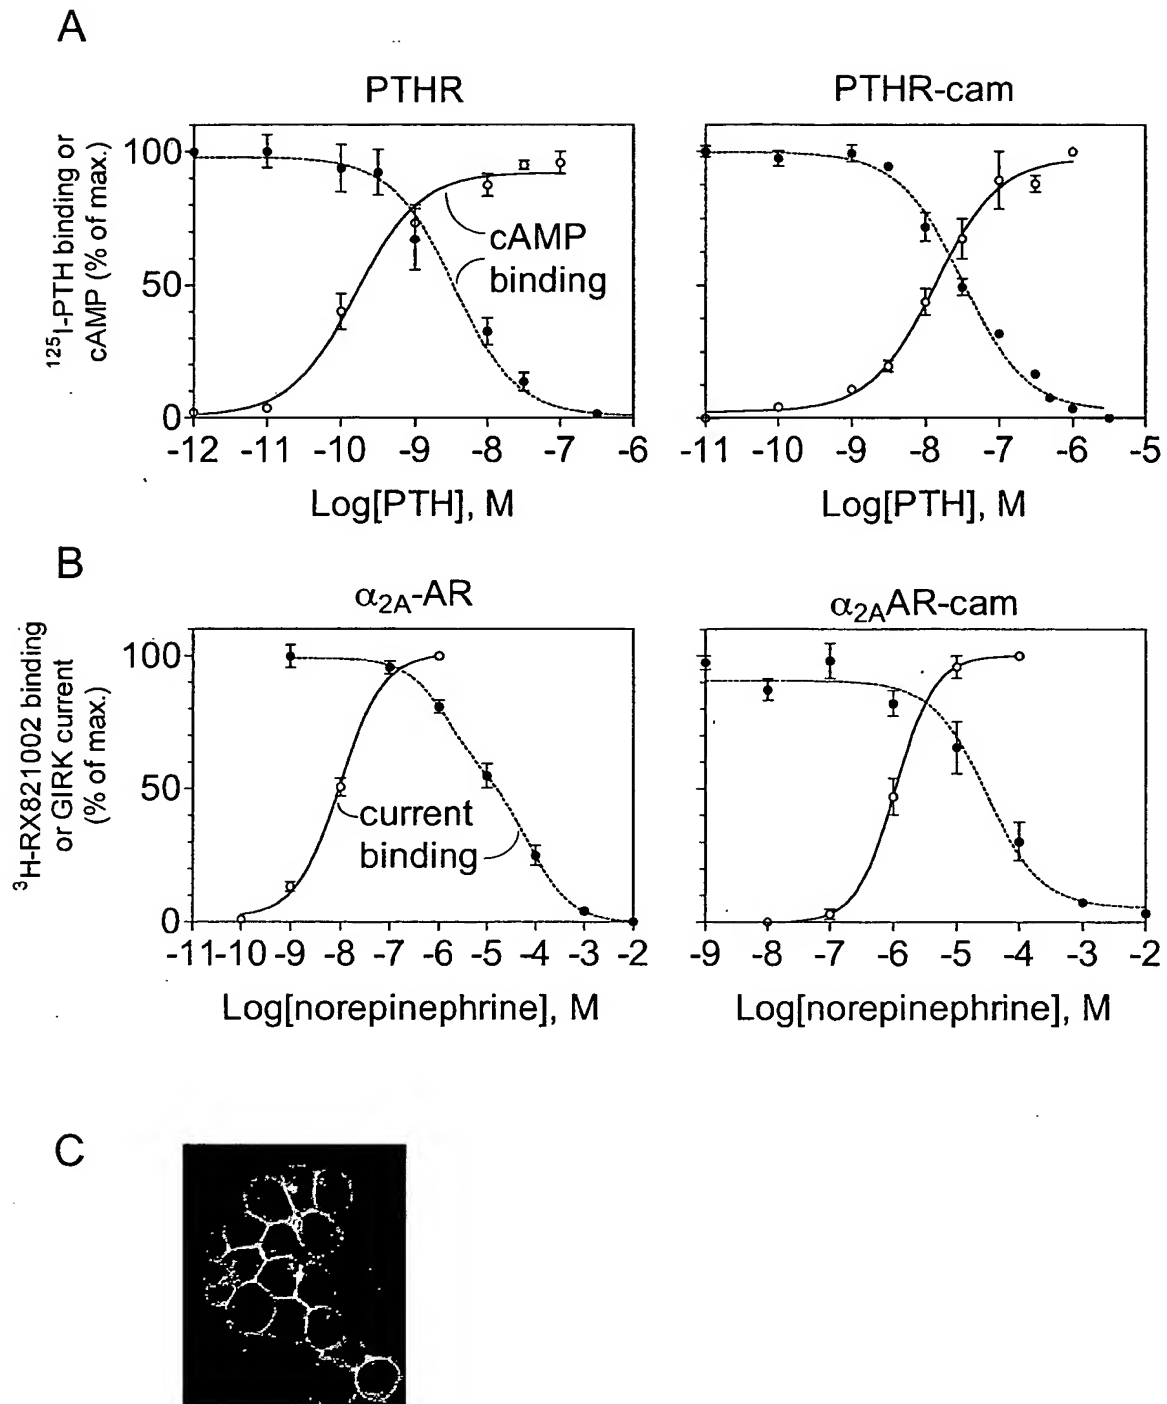 A
PTHR
PTHR-cam
¹²⁵I-PTH binding or
cAMP (% of max.)
100
50
0
cAMP
binding
-12 -11 -10 -9 -8 -7 -6
-11 -10 -9 -8 -7 -6 -5
Log[PTH], M
Log[PTH], M
B
α₂A-AR
α₂AAR-cam
³H-RX821002 binding
or GIRK current
(% of max.)
100
50
0
current
binding
-11 -10 -9 -8 -7 -6 -5 -4 -3 -2
-9 -8 -7 -6 -5 -4 -3 -2
Log[norepinephrine], M
Log[norepinephrine], M
C